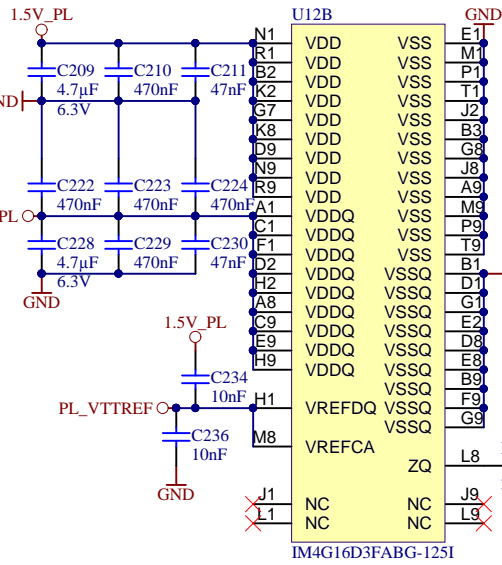 1.5V_PL
U12B
GND
N1 VDD VSS E1
R1 VDD VSS M1
C209 C210 C211 B2 VDD VSS P1
4.7µF 470nF 47nF K2 VDD VSS T1
6.3V
ND
G7 VDD VSS J2
K8 VDD VSS B3
D9 VDD VSS G8
N9 VDD VSS J8
C222 C223 C224 R9 VDD VSS A9
470nF 470nF 470nF A1 VDDQ VSS M9
PL
C1 VDDQ VSS P9
C228 C229 C230 F1 VDDQ VSS T9
4.7µF 470nF 47nF D2 VDDQ VSSQ B1
6.3V
H2 VDDQ VSSQ D1
GND
A8 VDDQ VSSQ G1
1.5V_PL
C9 VDDQ VSSQ E2
E9 VDDQ VSSQ D8
H9 VDDQ VSSQ E8
C234
10nF
VSSQ B9
PL_VTTREF H1 VREFDQ VSSQ F9
VSSQ G9
C236
10nF
M8 VREFCA
ZQ L8
GND
J1 NC NC J9
L1 NC NC L9
IM4G16D3FABG-125I